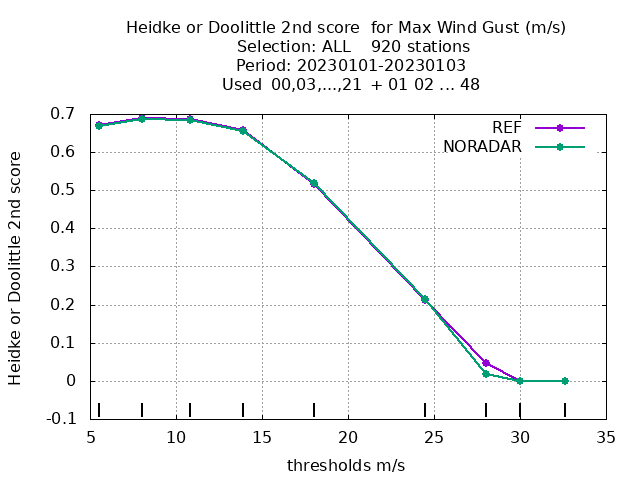 Heidke or Doolittle 2nd score  for Max Wind Gust (m/s)
Selection: ALL    920 stations
Period: 20230101-20230103
Used  00,03,...,21  + 01 02 ... 48
REF
NORADAR
Heidke or Doolittle 2nd score
0.7
0.6
0.5
0.4
0.3
0.2
0.1
0
-0.1
5 10 15 20 25 30 35
thresholds m/s